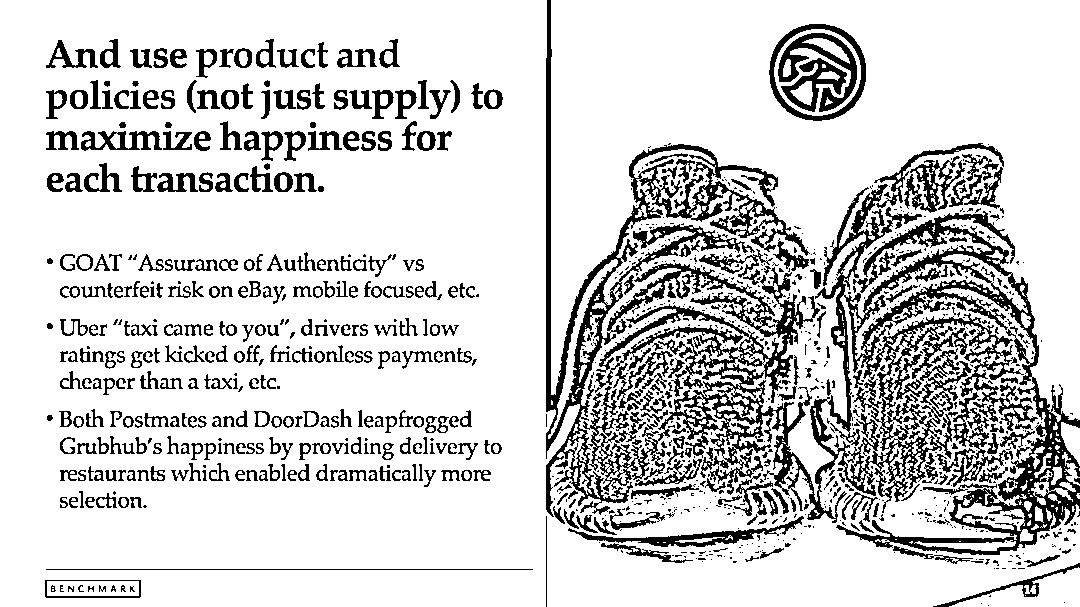 And use product and
policies (not just supply) to
maximize happiness for
each transaction.
• GOAT “Assurance of Authenticity” vs
counterfeit risk on eBay, mobile focused, etc.
• Uber “taxi came to you”, drivers with low
ratings get kicked off, frictionless payments,
cheaper than a taxi, etc.
• Both Postmates and DoorDash leapfrogged
Grubhub’s happiness by providing delivery to
restaurants which enabled dramatically more
selection.
BENCHMARK